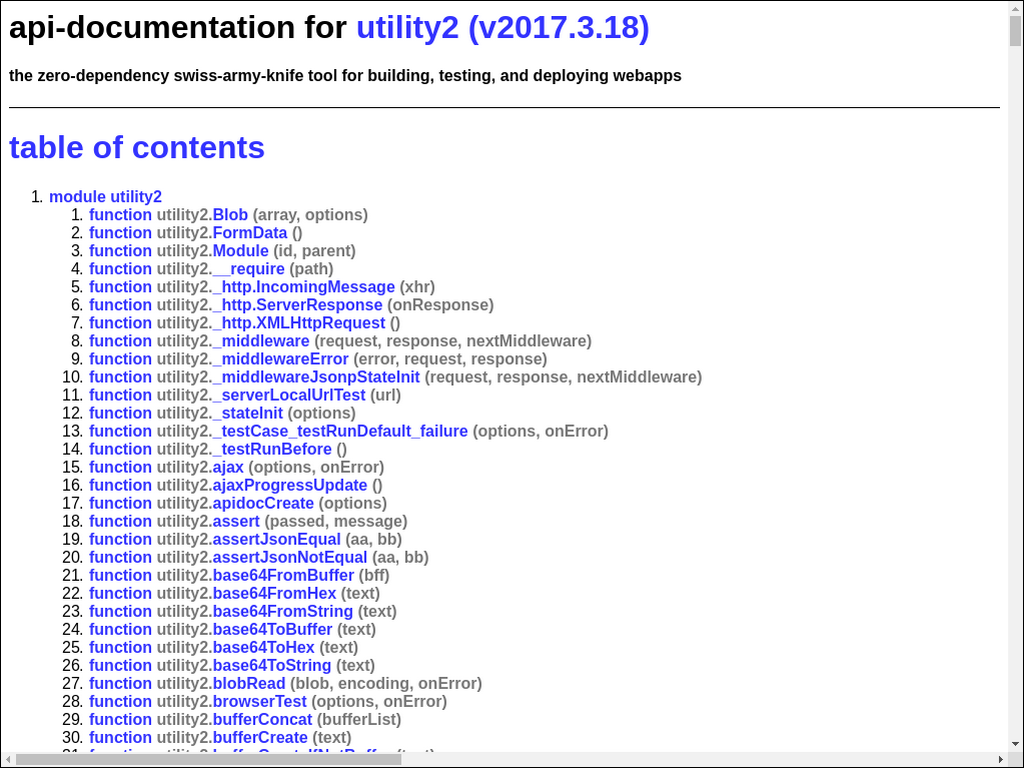 api-documentation for utility2 (v2017.3.18)
the zero-dependency swiss-army-knife tool for building, testing, and deploying webapps
table of contents
1. module utility2
1. function utility2.Blob (array, options)
2. function utility2.FormData ()
3. function utility2.Module (id, parent)
4. function utility2.__require (path)
5. function utility2._http.IncomingMessage (xhr)
6. function utility2._http.ServerResponse (onResponse)
7. function utility2._http.XMLHttpRequest ()
8. function utility2._middleware (request, response, nextMiddleware)
9. function utility2._middlewareError (error, request, response)
10. function utility2._middlewareJsonpStateInit (request, response, nextMiddleware)
11. function utility2._serverLocalUrlTest (url)
12. function utility2._stateInit (options)
13. function utility2._testCase_testRunDefault_failure (options, onError)
14. function utility2._testRunBefore ()
15. function utility2.ajax (options, onError)
16. function utility2.ajaxProgressUpdate ()
17. function utility2.apidocCreate (options)
18. function utility2.assert (passed, message)
19. function utility2.assertJsonEqual (aa, bb)
20. function utility2.assertJsonNotEqual (aa, bb)
21. function utility2.base64FromBuffer (bff)
22. function utility2.base64FromHex (text)
23. function utility2.base64FromString (text)
24. function utility2.base64ToBuffer (text)
25. function utility2.base64ToHex (text)
26. function utility2.base64ToString (text)
27. function utility2.blobRead (blob, encoding, onError)
28. function utility2.browserTest (options, onError)
29. function utility2.bufferConcat (bufferList)
30. function utility2.bufferCreate (text)